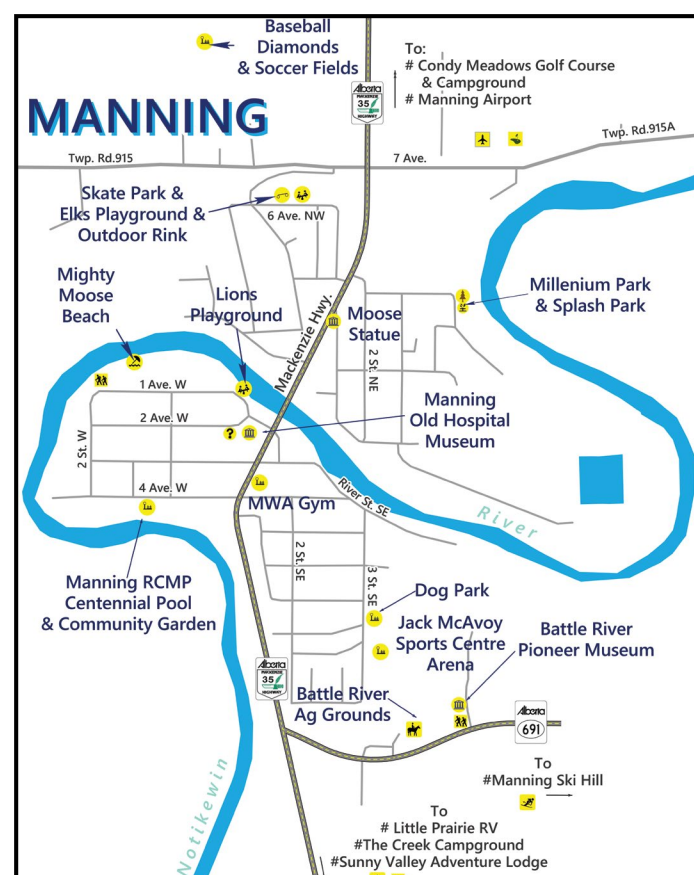 Baseball
Diamonds
& Soccer Fields
To:
# Condy Meadows Golf Course
& Campground
# Manning Airport
Alberta
MACKENZIE
35
HIGHWAY
MANNING
Twp. Rd.915
7 Ave.
Twp. Rd.915A
Skate Park &
Elks Playground &
Outdoor Rink
6 Ave. NW
Mighty
Moose
Beach
Lions
Playground
Mackenzie Hwy.
Moose
Statue
2 St. NE
Millenium Park
& Splash Park
1 Ave. W
2 Ave. W
2 St. W
?
Manning
Old Hospital
Museum
4 Ave. W
MWA Gym
River St. SE
River
2 St. SE
3 St. SE
Manning RCMP
Centennial Pool
& Community Garden
Dog Park
Jack McAvoy
Sports Centre
Arena
Battle River
Pioneer Museum
Alberta
MACKENZIE
35
HIGHWAY
Battle River
Ag Grounds
Alberta
691
Notikewin
To
#Manning Ski Hill
To
# Little Prairie RV
#The Creek Campground
#Sunny Valley Adventure Lodge